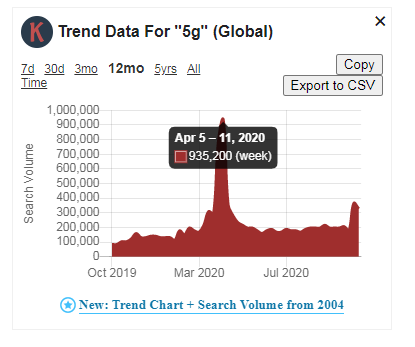 K
Trend Data For "5g" (Global)
×
7d 30d 3mo 12mo 5yrs All Time
Copy
Export to CSV
Search Volume
1,000,000
900,000
800,000
700,000
600,000
500,000
400,000
300,000
200,000
100,000
0
Apr 5 – 11, 2020
935,200 (week)
Oct 2019 Mar 2020 Jul 2020
New: Trend Chart + Search Volume from 2004